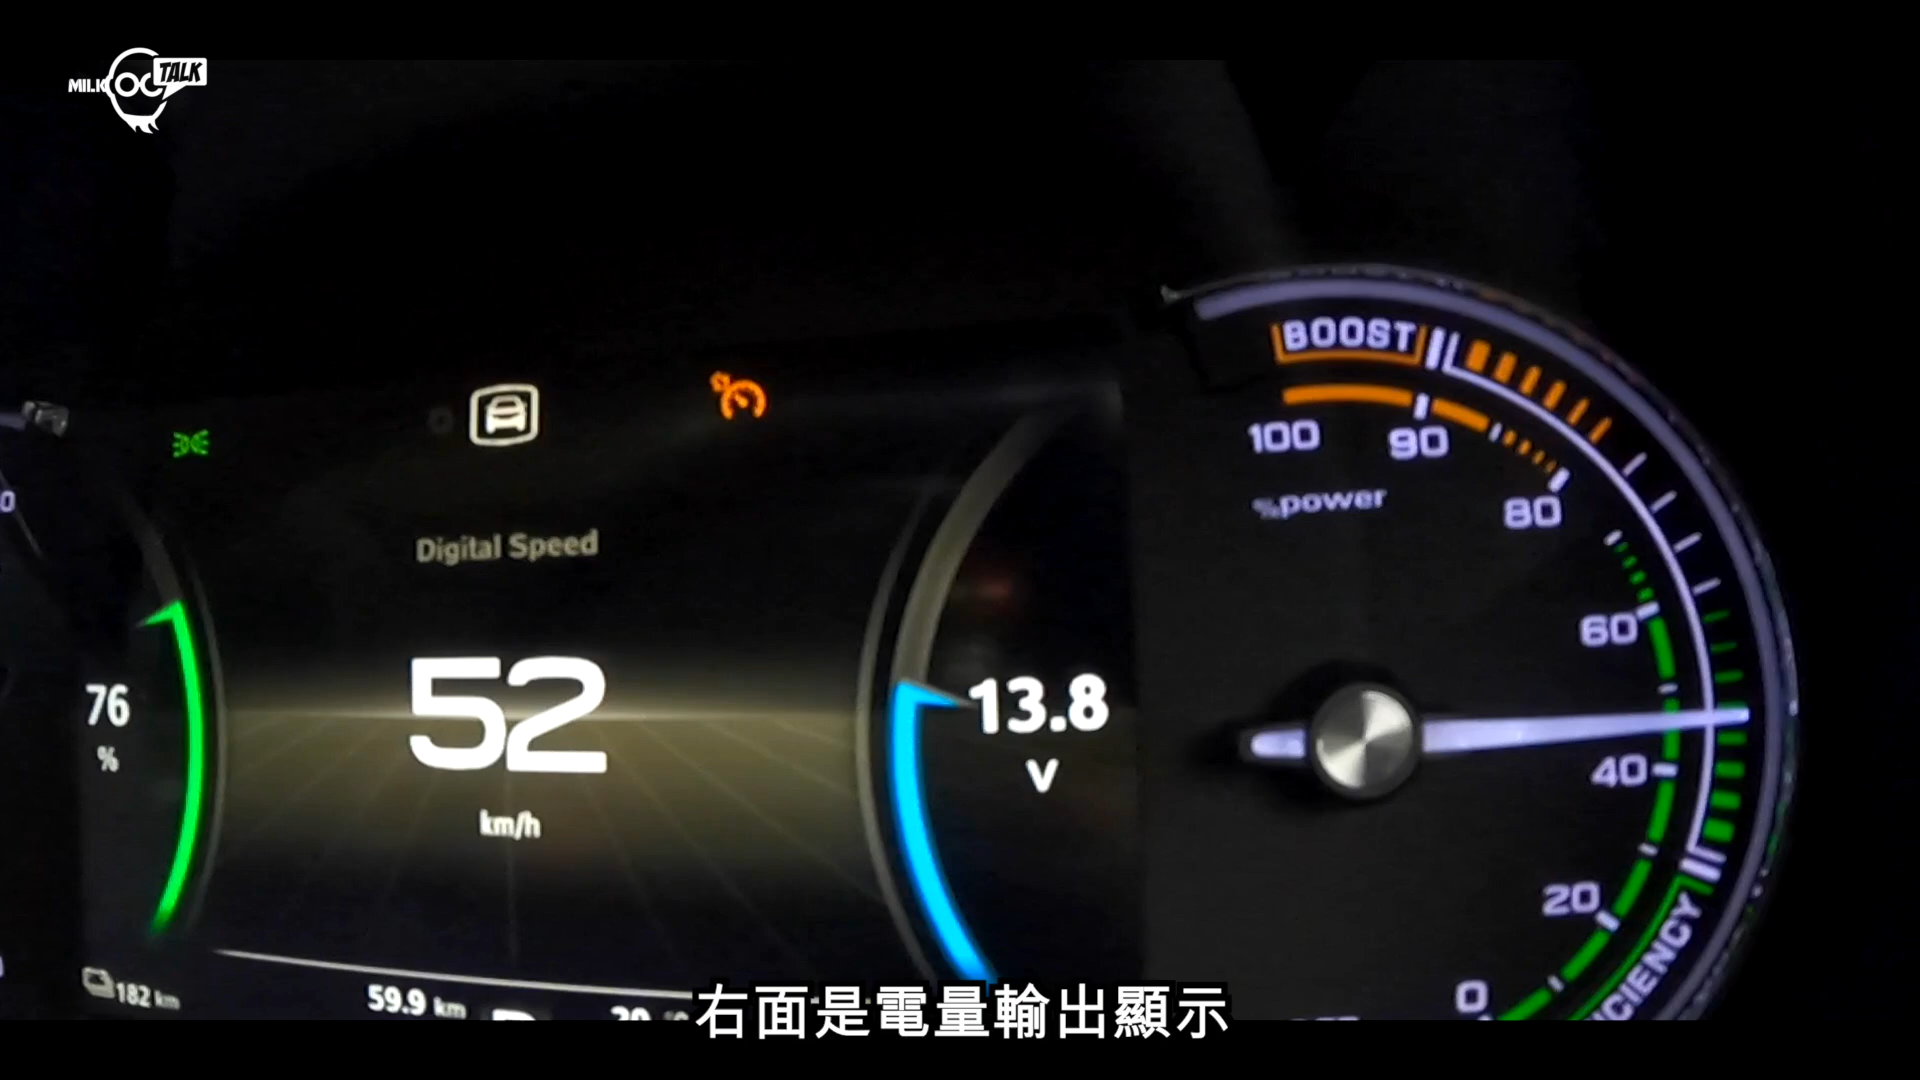 MILK
TALK
BOOST
100
90
%power
80
Digital Speed
60
76
%
52
13.8
V
40
km/h
20
EFFICIENCY
182 km
59.9 km
0
右面是電量輸出顯示